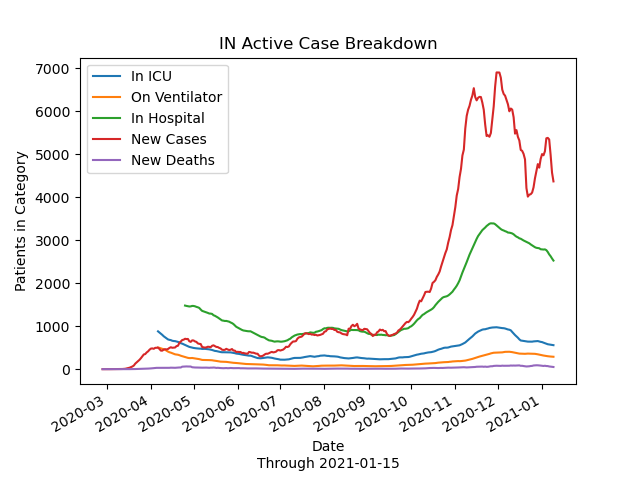 IN Active Case Breakdown
In ICU
On Ventilator
In Hospital
New Cases
New Deaths
7000
6000
5000
4000
3000
2000
1000
0
Patients in Category
2020-03
2020-04
2020-05
2020-06
2020-07
2020-08
2020-09
2020-10
2020-11
2020-12
2021-01
Date
Through 2021-01-15